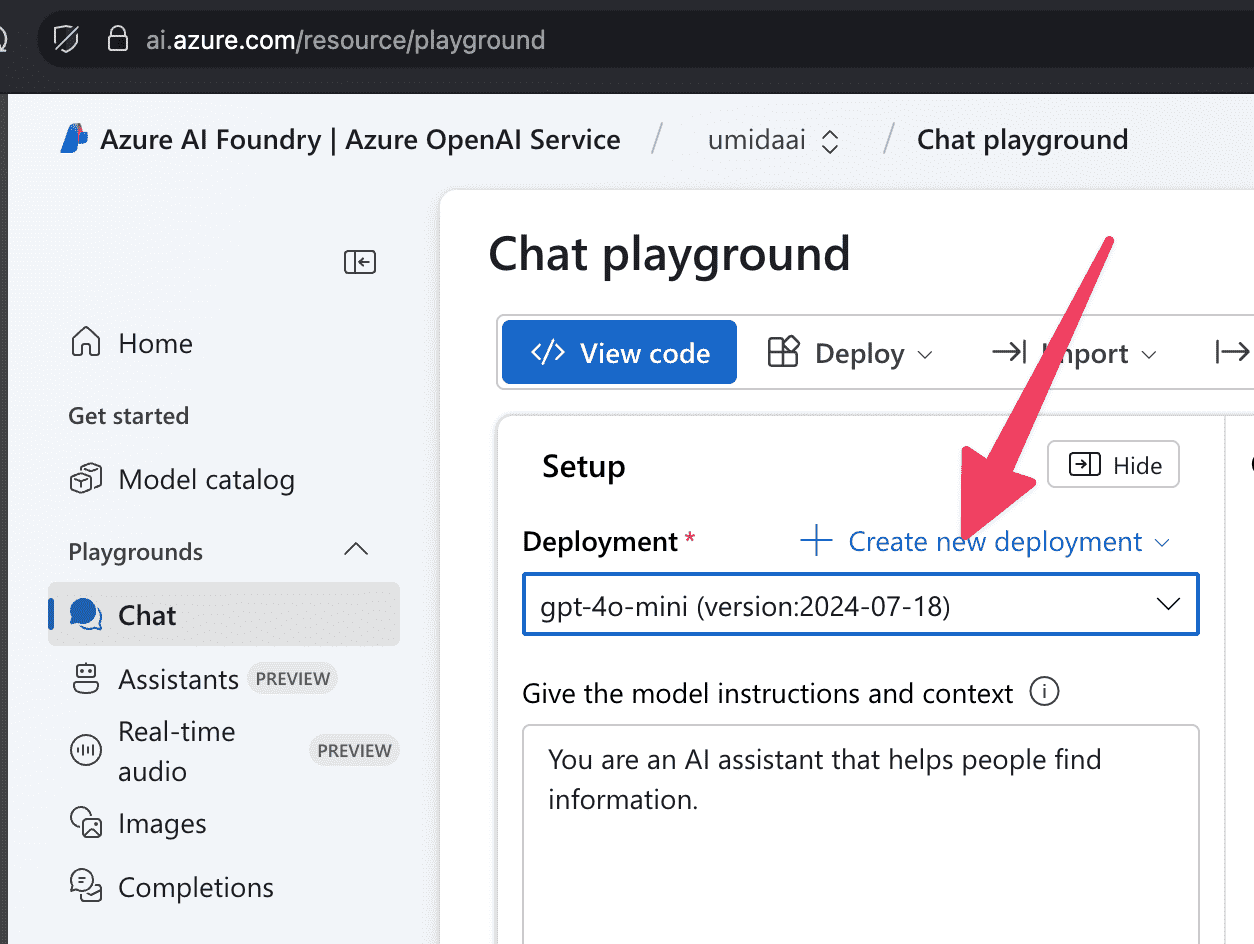 ai.azure.com/resource/playground
Azure AI Foundry | Azure OpenAI Service / umidaai / Chat playground
Home
Get started
Model catalog
Playgrounds
Chat
Assistants PREVIEW
Real-time
audio PREVIEW
Images
Completions
Chat playground
</> View code Deploy Import
Setup Hide
Deployment * + Create new deployment
gpt-4o-mini (version:2024-07-18)
Give the model instructions and context
You are an AI assistant that helps people find
information.